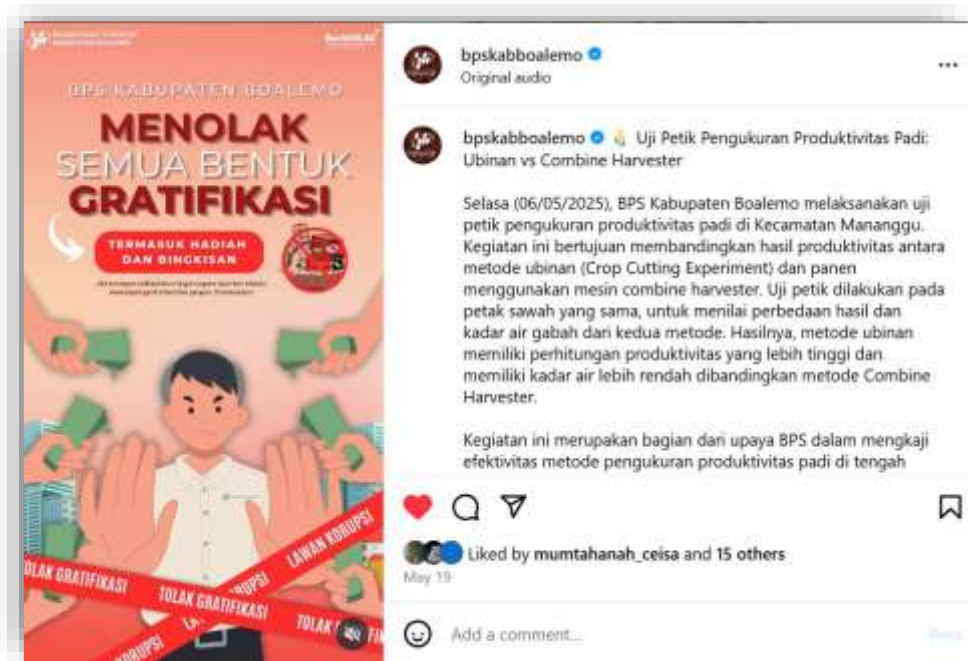 BPS KABUPATEN BOALEMO
MENOLAK
SEMUA BENTUK
GRATIFIKASI
TERMASUK HADIAH
DAN BINGKISAN
TOLAK GRATIFIKASI
TOLAK GRATIFIKASI
LAWAN KORUPSI
TOLAK
bpskabboalemo
Original audio
bpskabboalemo Uji Petik Pengukuran Produktivitas Padi:
Ubinan vs Combine Harvester
Selasa (06/05/2025), BPS Kabupaten Boalemo melaksanakan uji
petik pengukuran produktivitas padi di Kecamatan Mananggu.
Kegiatan ini bertujuan membandingkan hasil produktivitas antara
metode ubinan (Crop Cutting Experiment) dan panen
menggunakan mesin combine harvester. Uji petik dilakukan pada
petak sawah yang sama, untuk menilai perbedaan hasil dan
kadar air gabah dari kedua metode. Hasilnya, metode ubinan
memiliki perhitungan produktivitas yang lebih tinggi dan
memiliki kadar air lebih rendah dibandingkan metode Combine
Harvester.
Kegiatan ini merupakan bagian dari upaya BPS dalam mengkaji
efektivitas metode pengukuran produktivitas padi di tengah
Liked by mumtahanah_ceisa and 15 others
May 19
Add a comment...
Post